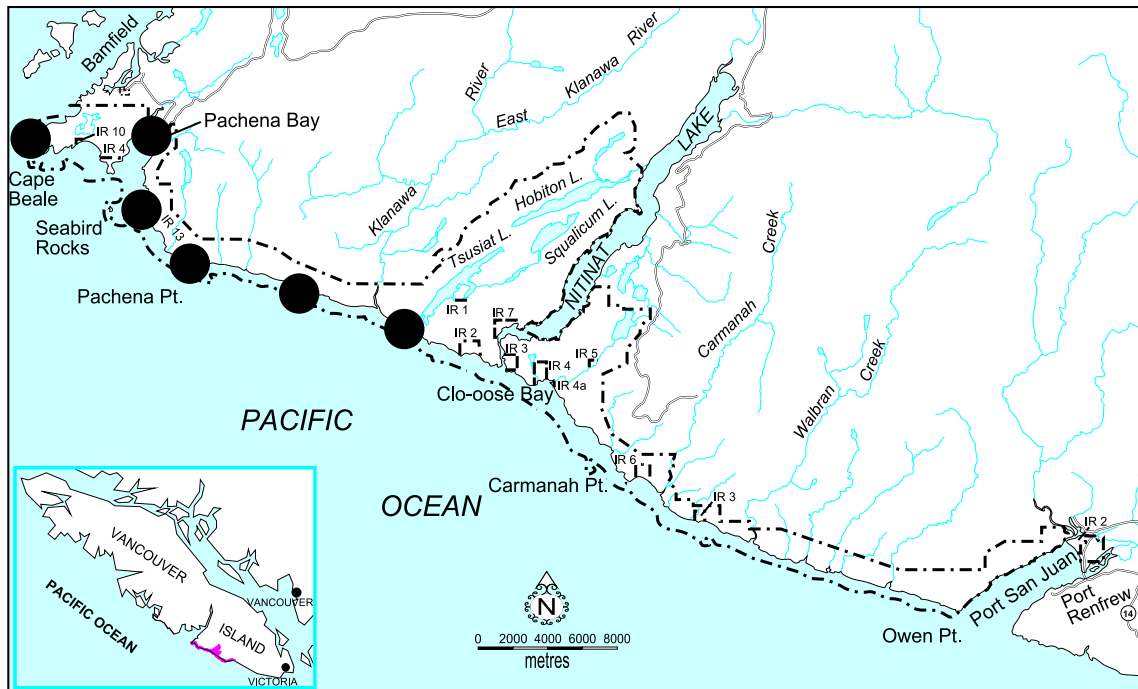 Bamfield
River
River
Klanawa
East
LAKE
Pachena Bay
IR 10
IR 4
Cape
Beale
Hobiton L.
Klanawa
Squalicum L.
Tsusiat L.
Seabird
Rocks
IR 13
NITINAT
Creek
Pachena Pt.
IR 1
IR 7
IR 2
IR 3
IR 4
IR 5
IR 4a
Carmanah
Creek
Clo-oose Bay
Walbran
PACIFIC
IR 6
Carmanah Pt.
OCEAN
IR 3
IR 2
Port San Juan
Port
Renfrew
14
Owen Pt.
N
0 2000 4000 6000 8000
metres
VANCOUVER
ISLAND
PACIFIC OCEAN
VANCOUVER
VICTORIA